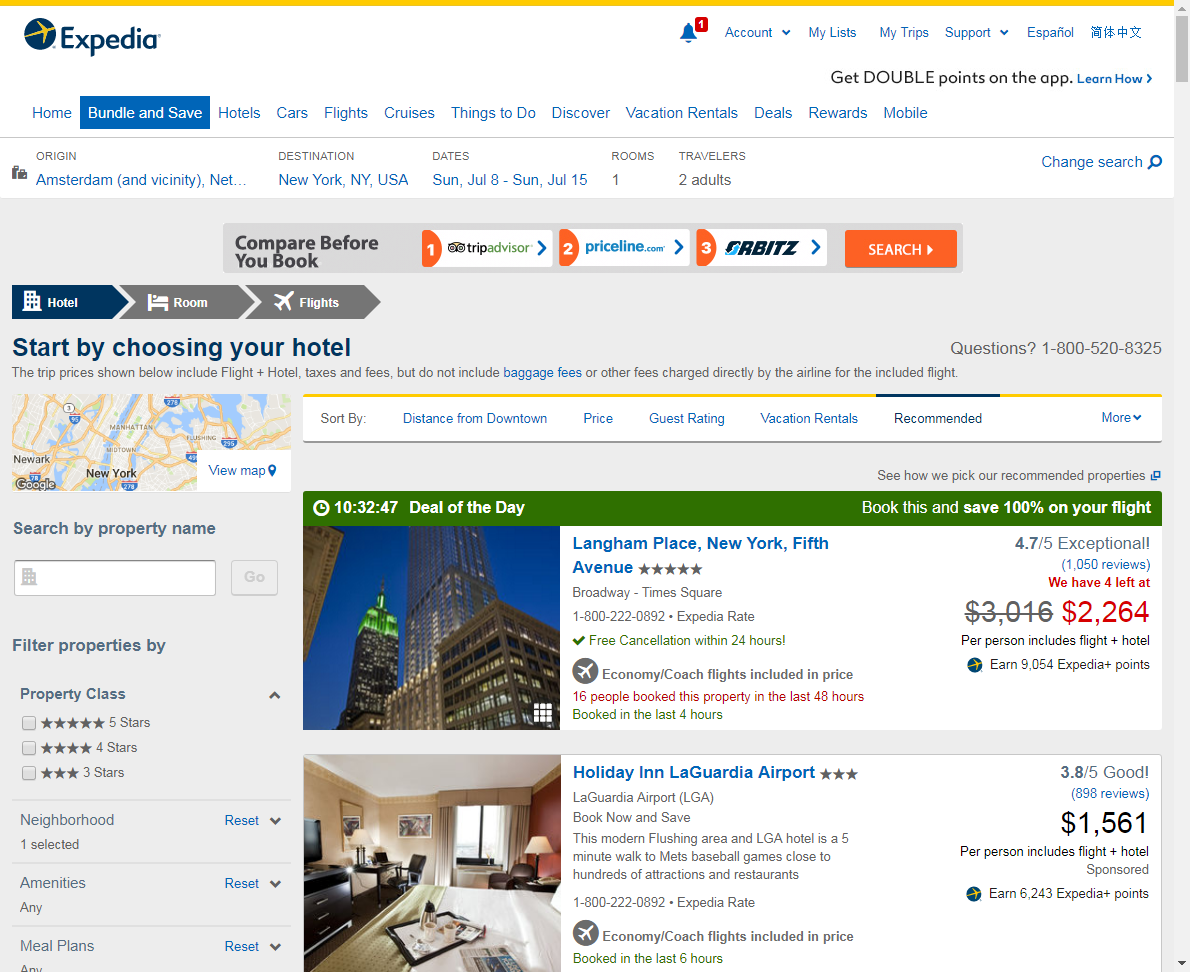 Expedia
1
Account
My Lists
My Trips
Support
Español
简体中文
Get DOUBLE points on the app. Learn How
Home
Bundle and Save
Hotels
Cars
Flights
Cruises
Things to Do
Discover
Vacation Rentals
Deals
Rewards
Mobile
ORIGIN
Amsterdam (and vicinity), Net...
DESTINATION
New York, NY, USA
DATES
Sun, Jul 8 - Sun, Jul 15
ROOMS
1
TRAVELERS
2 adults
Change search
Compare Before
You Book
1 tripadvisor
2 priceline.com
3 ORBITZ
SEARCH
Hotel
Room
Flights
Start by choosing your hotel
Questions? 1-800-520-8325
The trip prices shown below include Flight + Hotel, taxes and fees, but do not include baggage fees or other fees charged directly by the airline for the included flight.
3
278
95
MANHATTAN
FLUSHING
295
MIDTOWN
Newark
New York
78
278
Google
View map
Sort By:
Distance from Downtown
Price
Guest Rating
Vacation Rentals
Recommended
More
See how we pick our recommended properties
Search by property name
Go
Filter properties by
Property Class
5 Stars
4 Stars
3 Stars
Neighborhood
Reset
1 selected
Amenities
Reset
Any
Meal Plans
Reset
Any
10:32:47 Deal of the Day
Book this and save 100% on your flight
Langham Place, New York, Fifth
Avenue
Broadway - Times Square
1-800-222-0892 • Expedia Rate
Free Cancellation within 24 hours!
Economy/Coach flights included in price
16 people booked this property in the last 48 hours
Booked in the last 4 hours
4.7/5 Exceptional!
(1,050 reviews)
We have 4 left at
$3,016 $2,264
Per person includes flight + hotel
Earn 9,054 Expedia+ points
Holiday Inn LaGuardia Airport
LaGuardia Airport (LGA)
Book Now and Save
This modern Flushing area and LGA hotel is a 5
minute walk to Mets baseball games close to
hundreds of attractions and restaurants
1-800-222-0892 • Expedia Rate
Economy/Coach flights included in price
Booked in the last 6 hours
3.8/5 Good!
(898 reviews)
$1,561
Per person includes flight + hotel
Sponsored
Earn 6,243 Expedia+ points